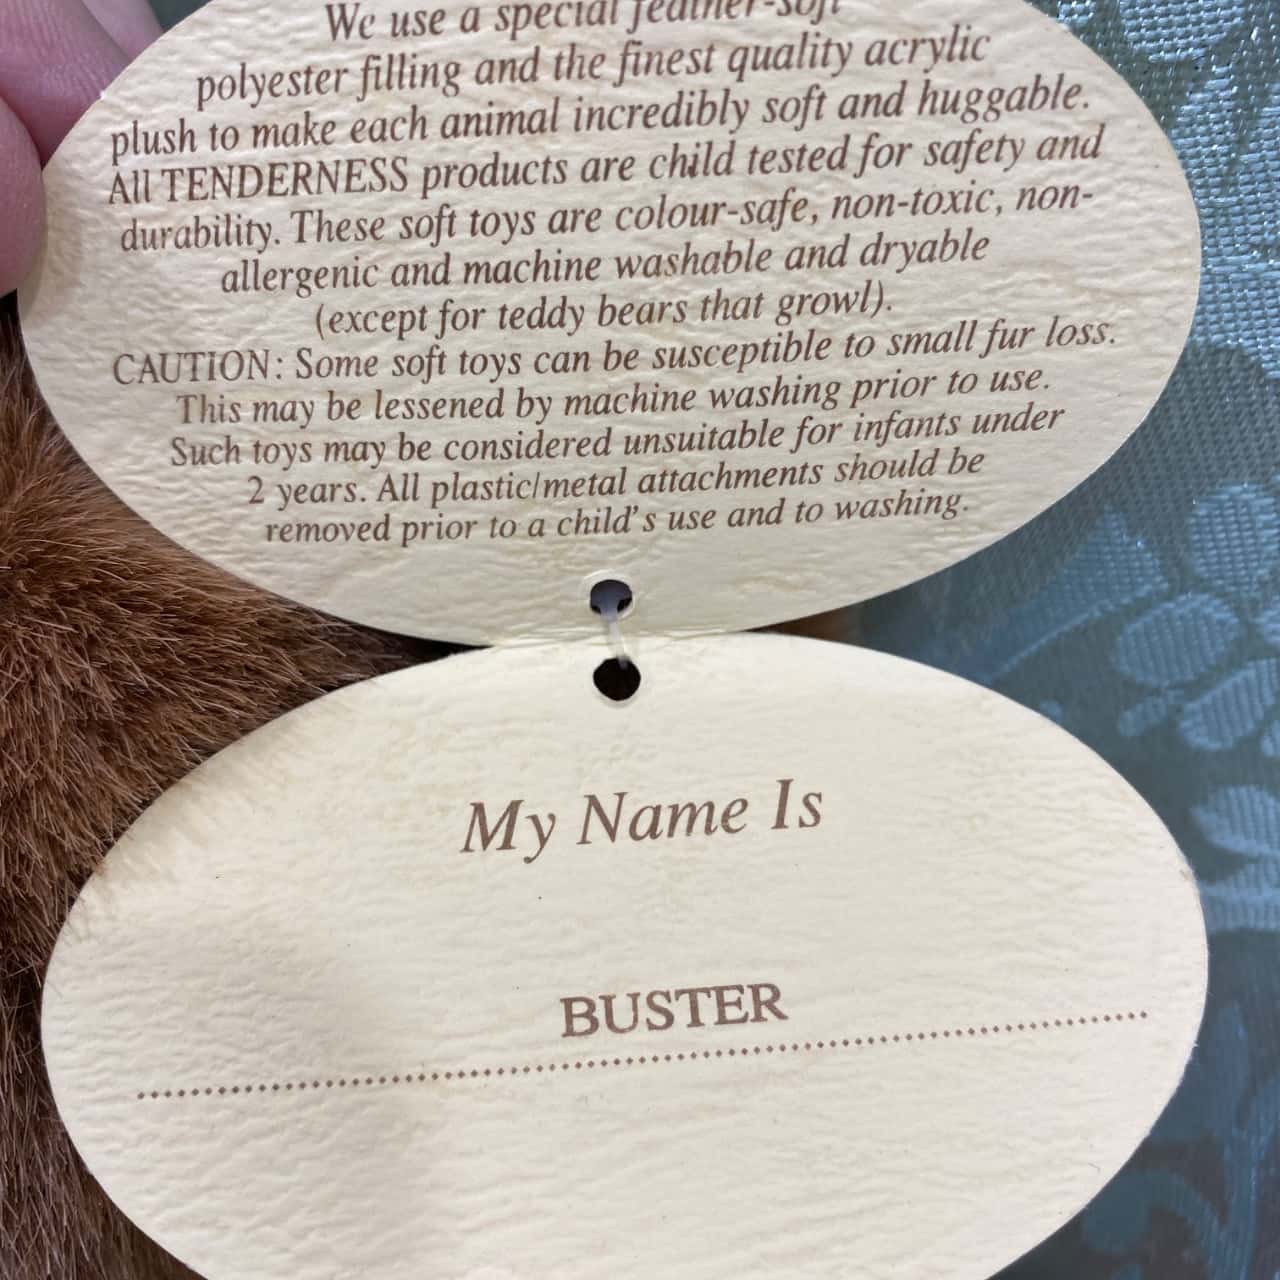 We use a special feather-soft
polyester filling and the finest quality acrylic
plush to make each animal incredibly soft and huggable.
All TENDERNESS products are child tested for safety and
durability. These soft toys are colour-safe, non-toxic, non-
allergenic and machine washable and dryable
(except for teddy bears that growl).
CAUTION: Some soft toys can be susceptible to small fur loss.
This may be lessened by machine washing prior to use.
Such toys may be considered unsuitable for infants under
2 years. All plastic/metal attachments should be
removed prior to a child's use and to washing.
My Name Is
BUSTER